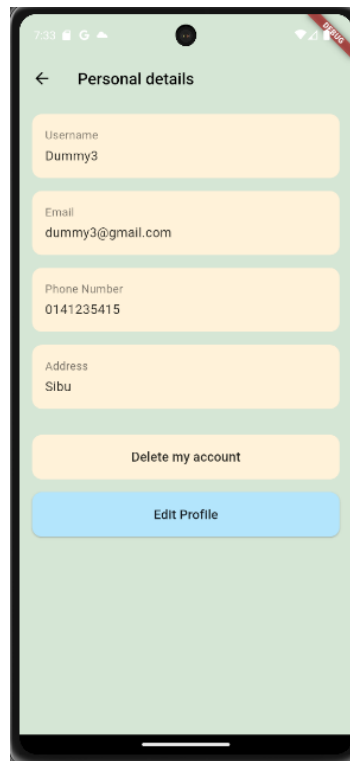 7:33 G
DEBUG
Personal details
Username
Dummy3
Email
dummy3@gmail.com
Phone Number
0141235415
Address
Sibu
Delete my account
Edit Profile